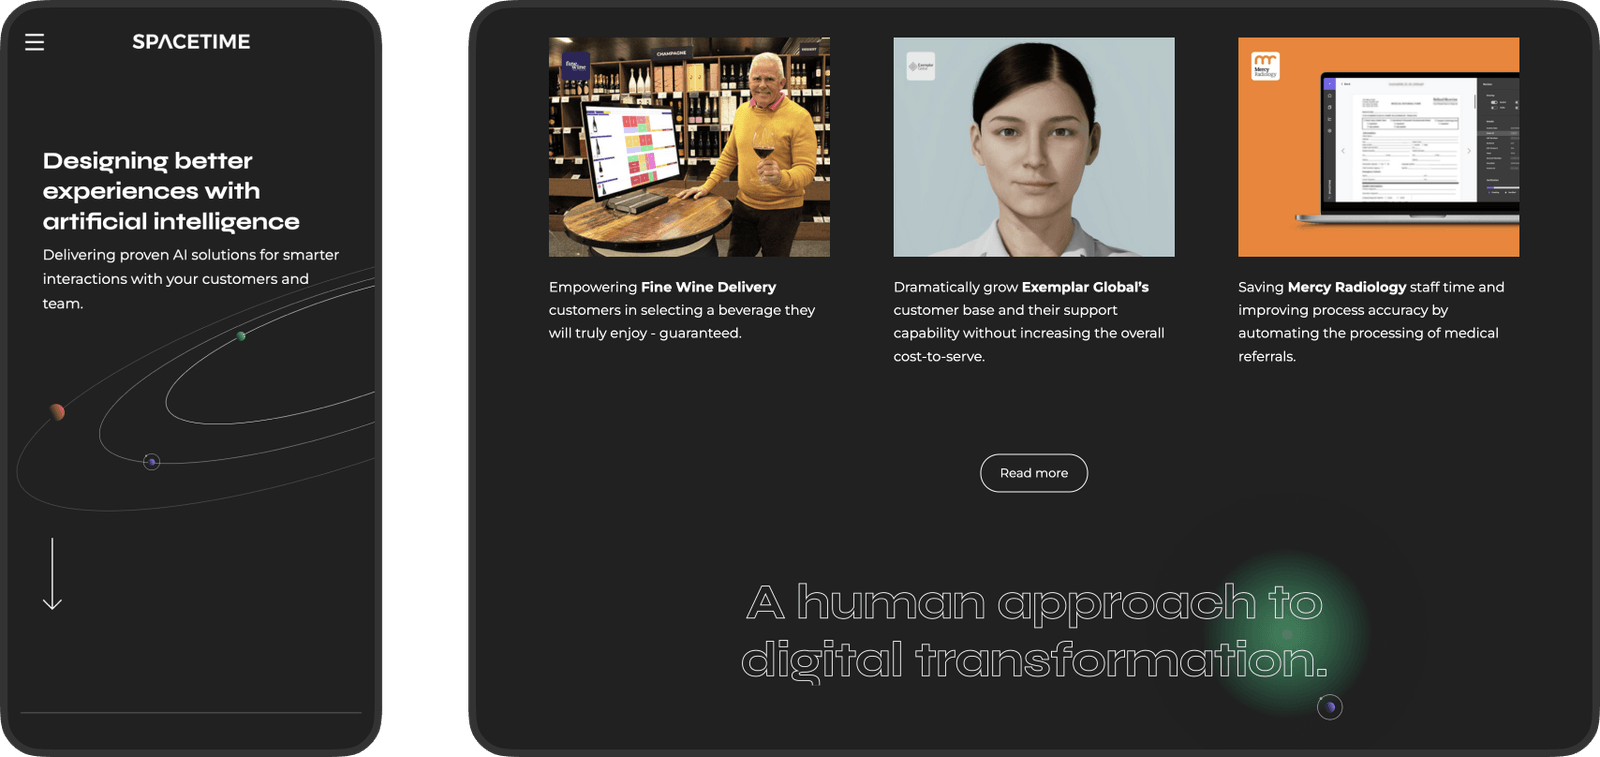 SPACETIME
Designing better
experiences with
artificial intelligence
Delivering proven AI solutions for smarter
interactions with your customers and
team.
fine wine
CHAMPAGNE
Mercy
Radiology
Empowering Fine Wine Delivery
customers in selecting a beverage they
will truly enjoy - guaranteed.
Dramatically grow Exemplar Global’s
customer base and their support
capability without increasing the overall
cost-to-serve.
Saving Mercy Radiology staff time and
improving process accuracy by
automating the processing of medical
referrals.
Read more
A human approach to
digital transformation.